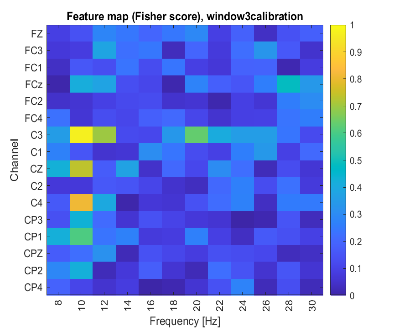 Feature map (Fisher score), window3calibration
FZ
FC3
FC1
FCz
FC2
FC4
C3
C1
CZ
C2
C4
CP3
CP1
CPZ
CP2
CP4
Channel
8 10 12 14 16 18 20 22 24 26 28 30
Frequency [Hz]
1
0.9
0.8
0.7
0.6
0.5
0.4
0.3
0.2
0.1
0